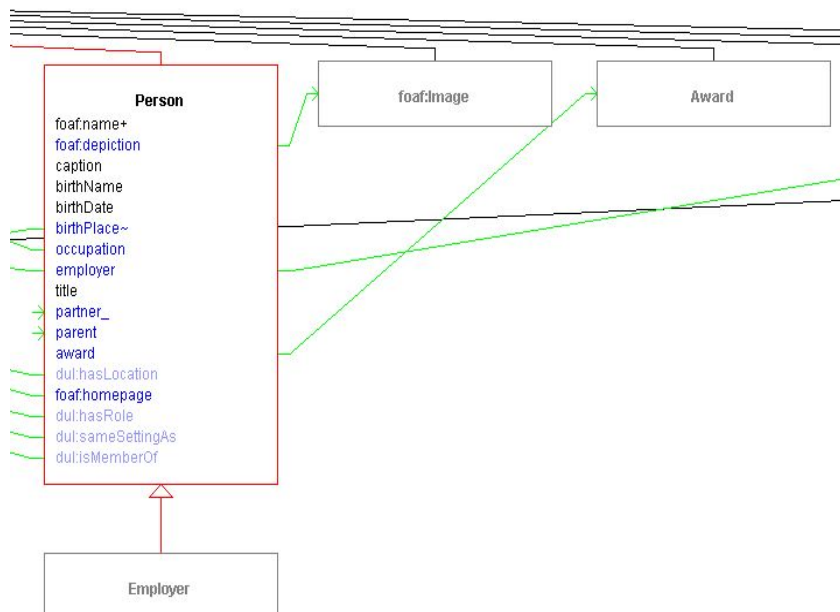 Person
foaf:name+
foaf:depiction
caption
birthName
birthDate
birthPlace~
occupation
employer
title
partner_
parent
award
dul:hasLocation
foaf:homepage
dul:hasRole
dul:sameSettingAs
dul:isMemberOf
foaf:Image
Award
Employer